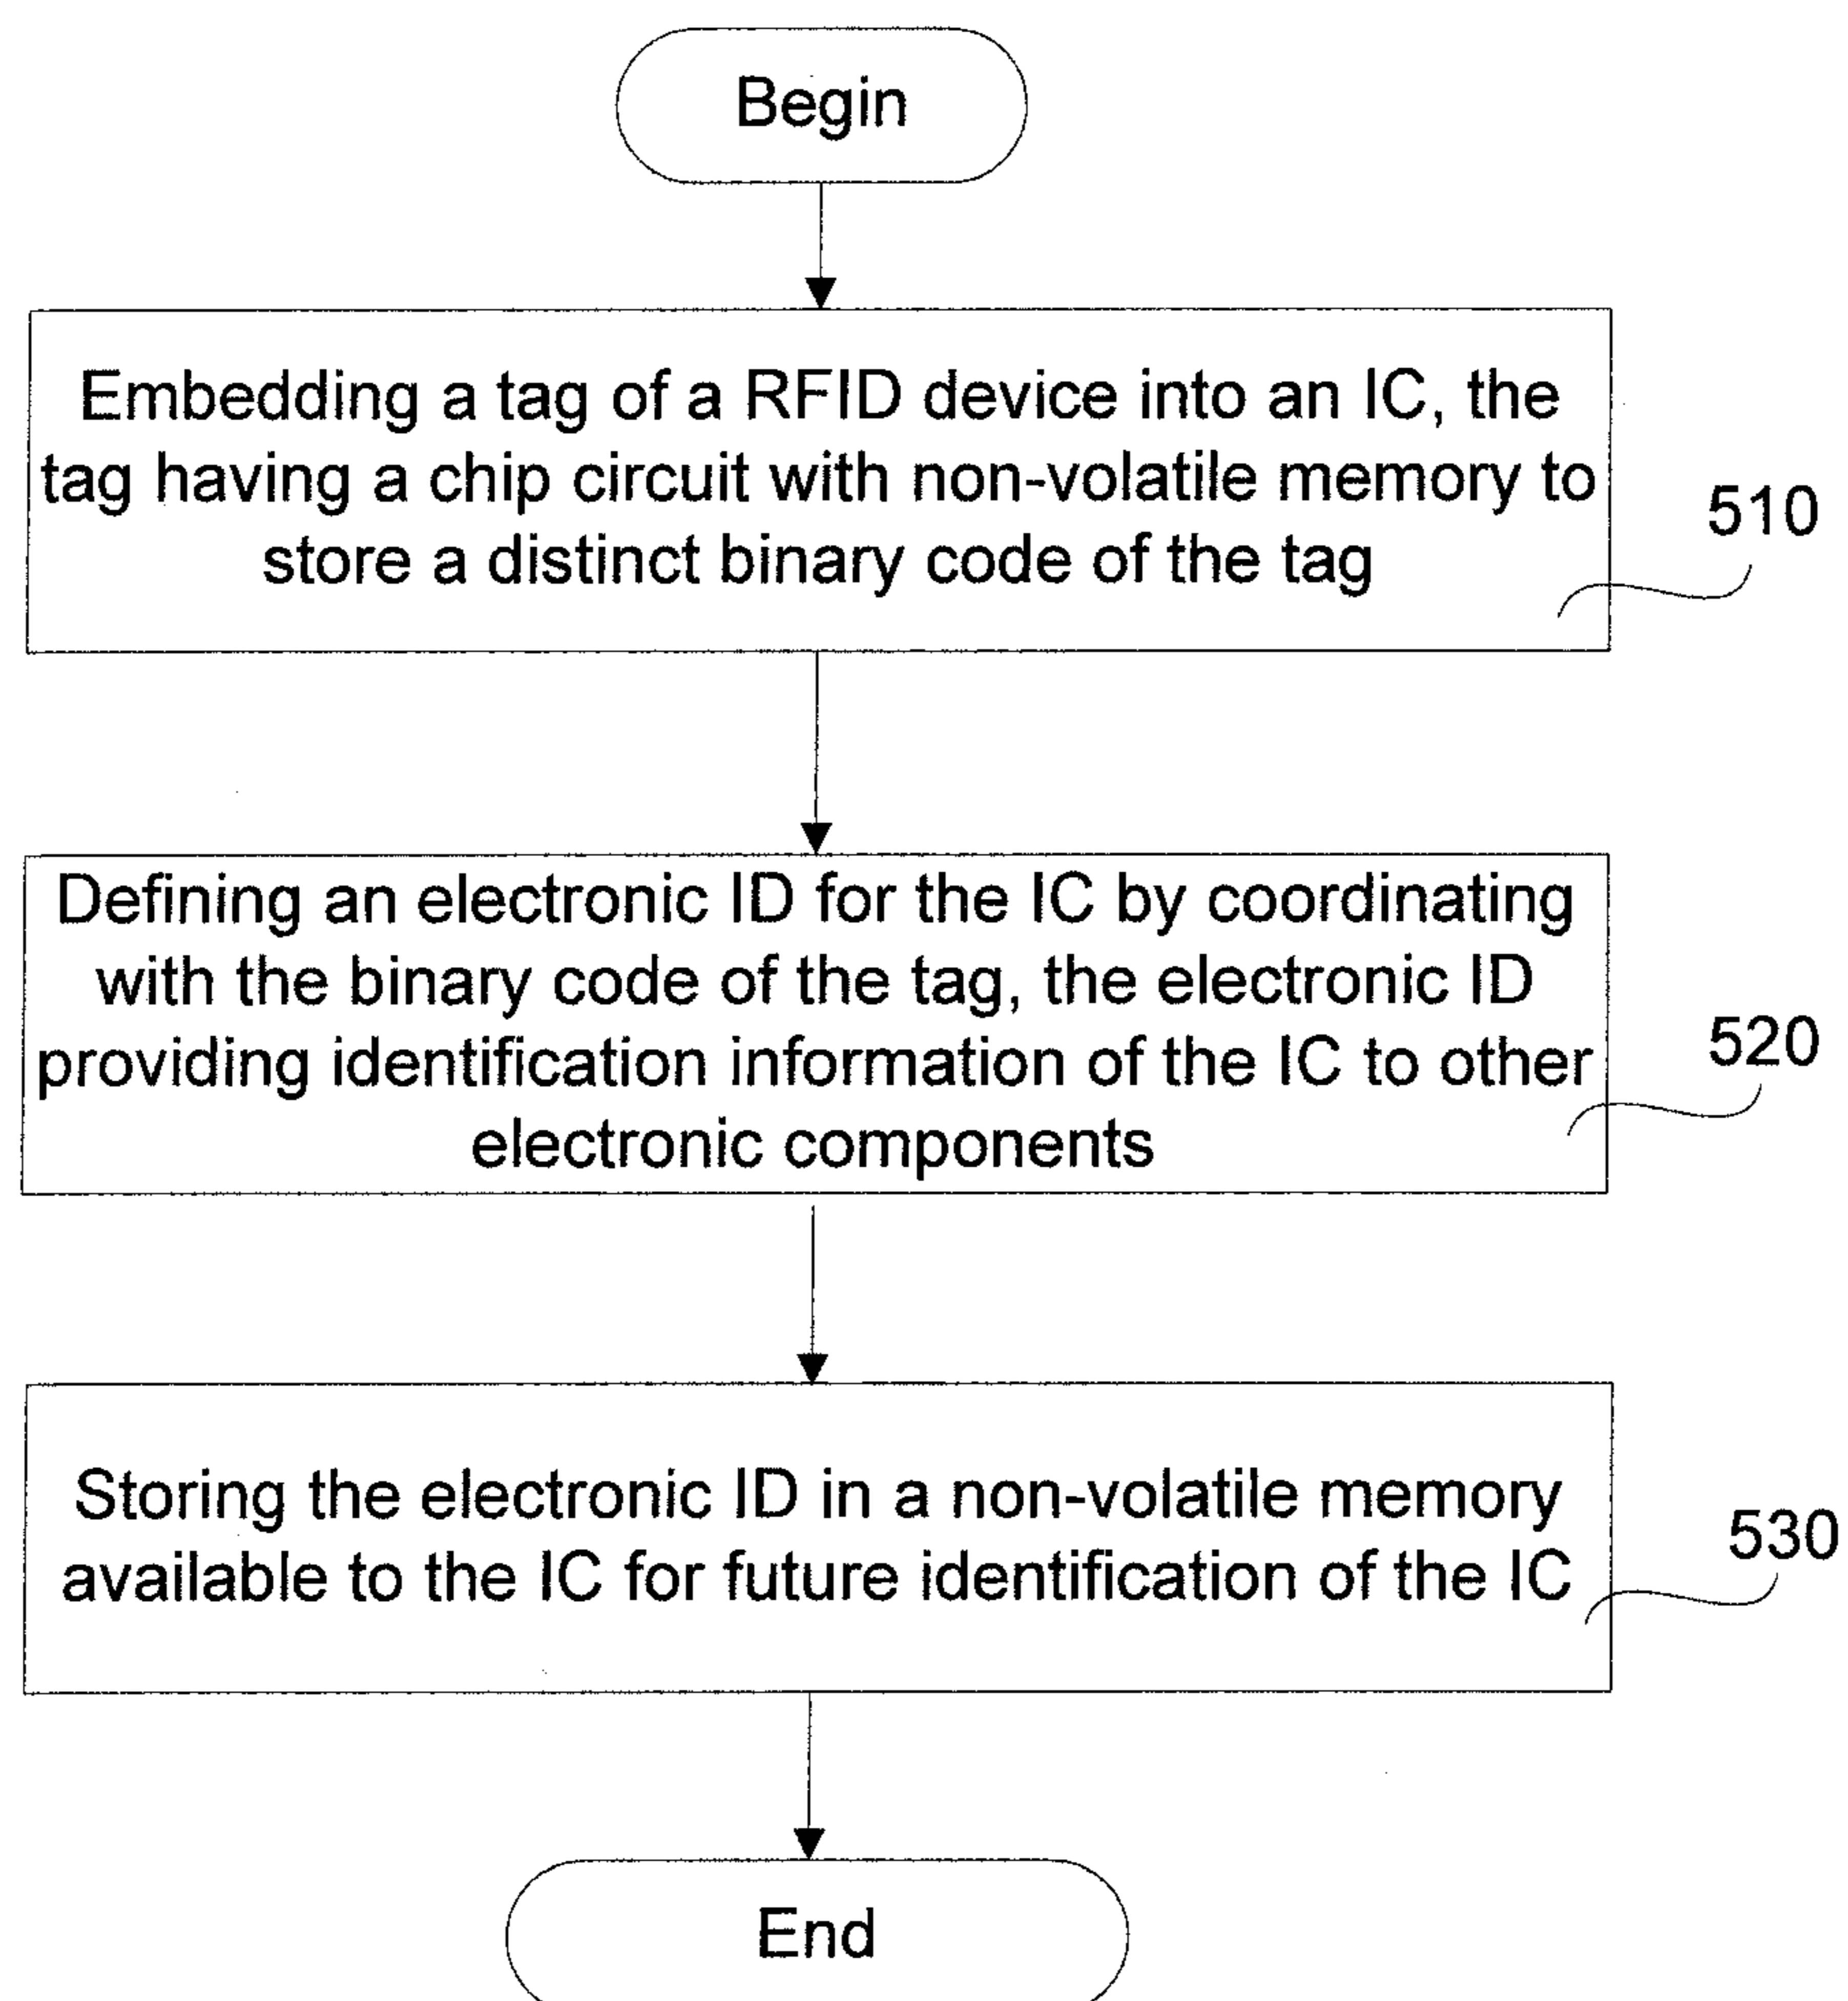 Begin
Embedding a tag of a RFID device into an IC, the
tag having a chip circuit with non-volatile memory to
store a distinct binary code of the tag
510
Defining an electronic ID for the IC by coordinating
with the binary code of the tag, the electronic ID
providing identification information of the IC to other
electronic components
520
Storing the electronic ID in a non-volatile memory
available to the IC for future identification of the IC
530
End